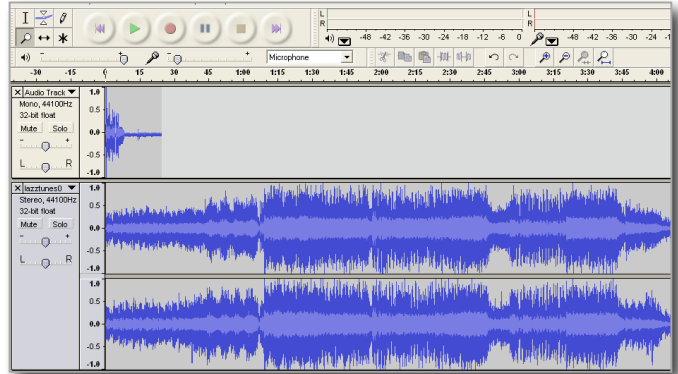 L
R
-48 -42 -36 -30 -24 -18 -12 -6 0
L
R
-48 -42 -36 -30 -24 -1
Microphone
-30 -15 0 15 30 45 1:00 1:15 1:30 1:45 2:00 2:15 2:30 2:45 3:00 3:15 3:30 3:45 4:00
Audio Track
Mono, 44100Hz
32-bit float
Mute Solo
- +
L R
1.0
0.5
0.0
-0.5
-1.0
lazztunes0
Stereo, 44100Hz
32-bit float
Mute Solo
- +
L R
1.0
0.5
0.0
-0.5
-1.0
1.0
0.5
0.0
-0.5
-1.0